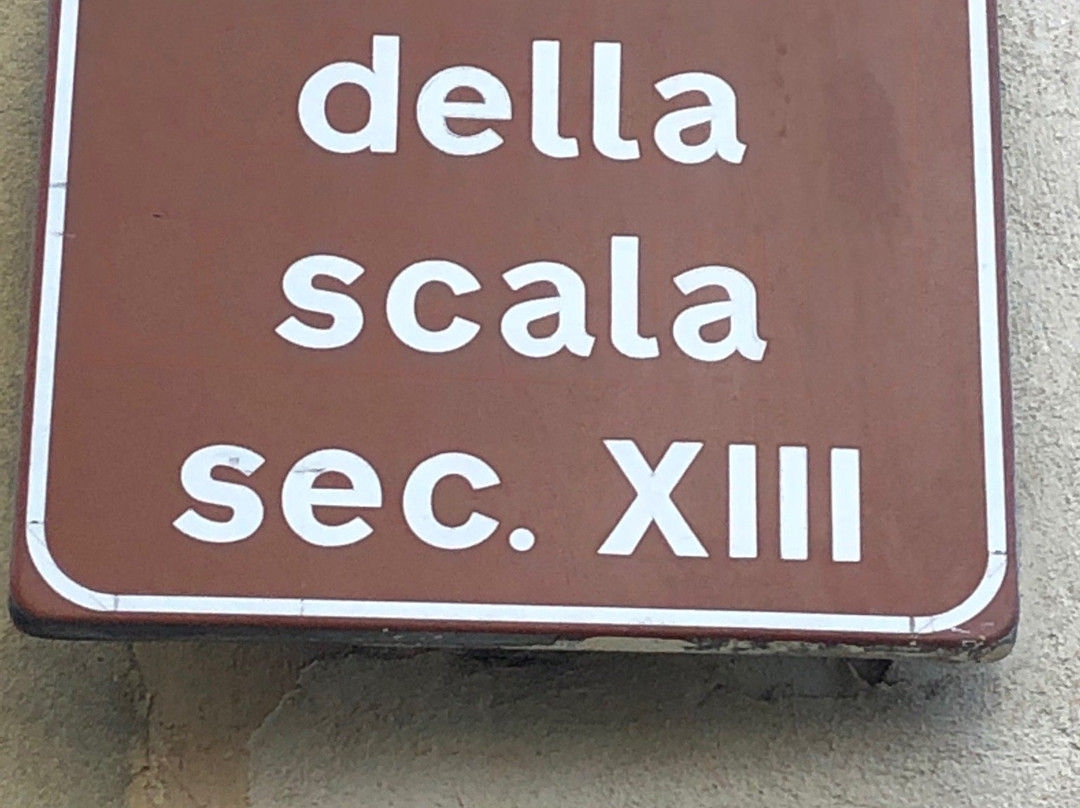 della
scala
sec. XIII